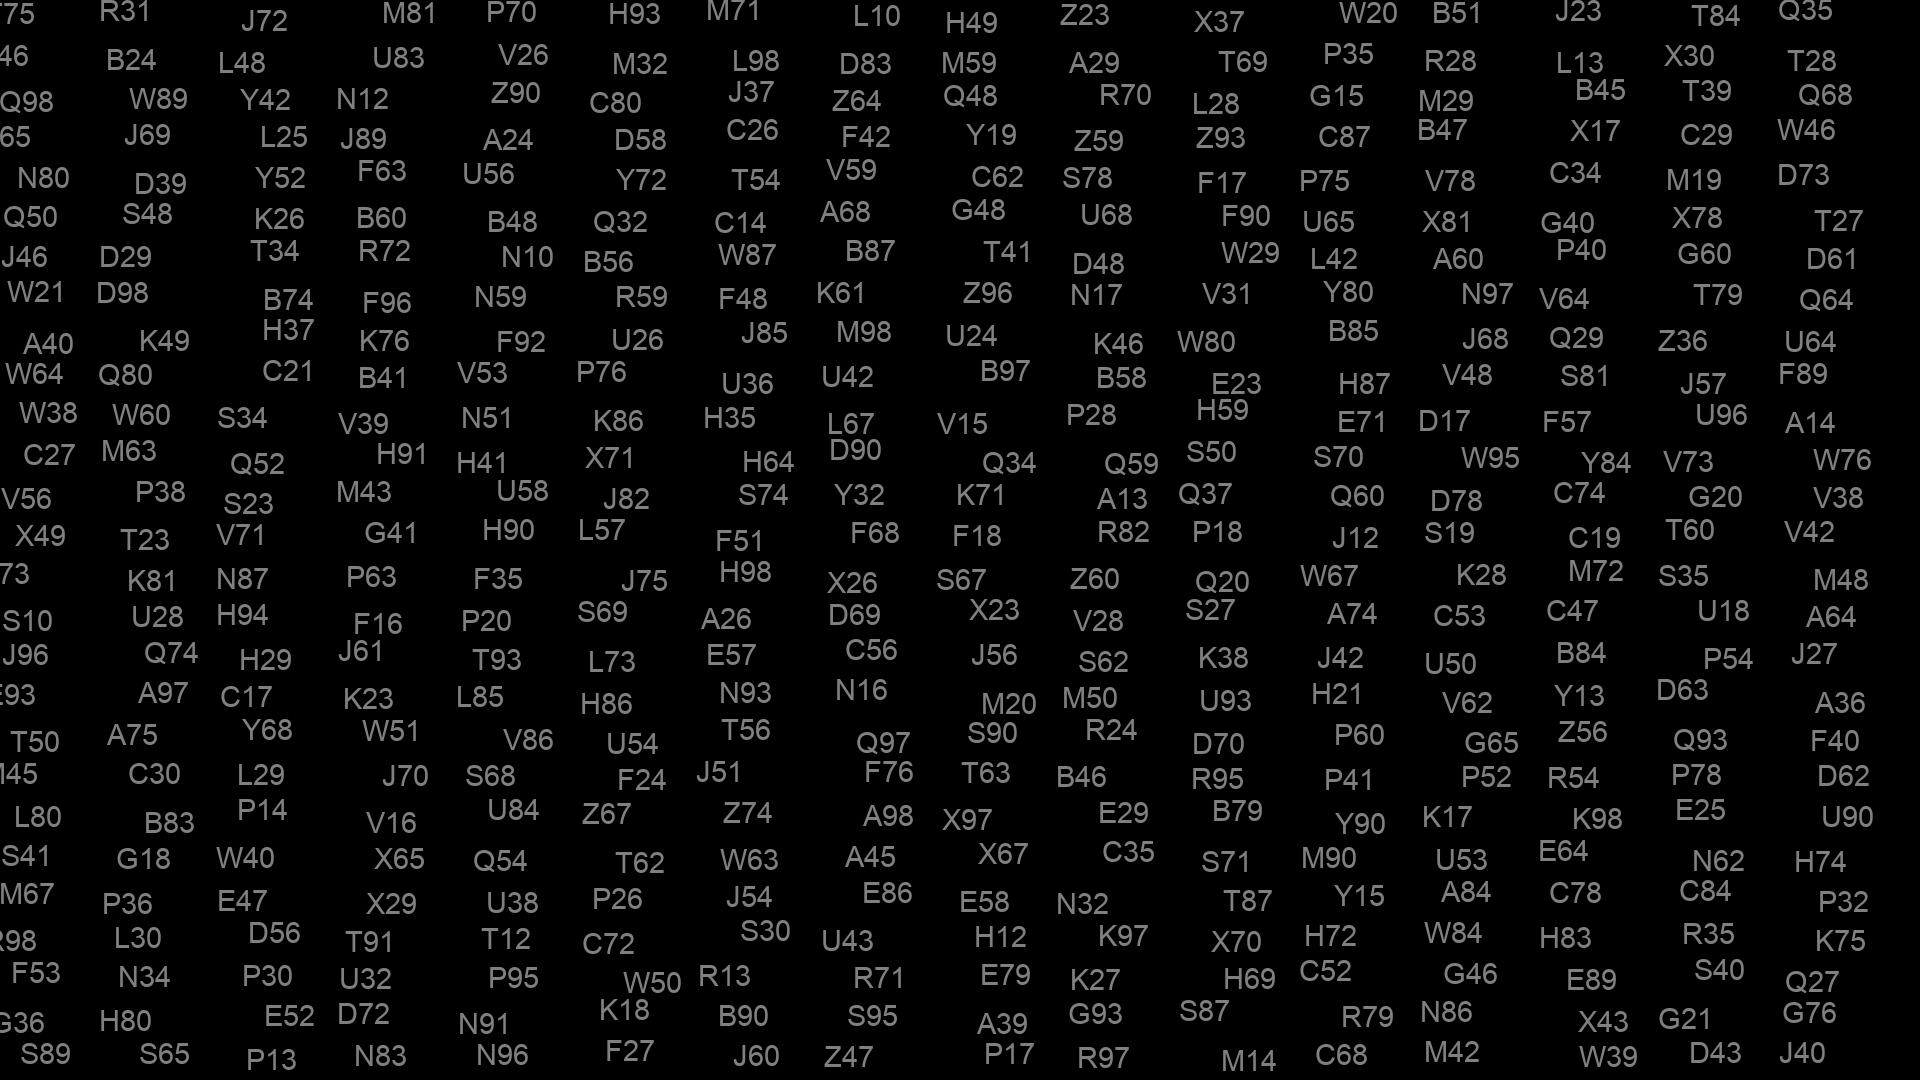 R31 J72 M81 P70 H93 M71 L10 H49 Z23 X37 W20 B51 J23 T84 Q35
B24 L48 U83 V26 M32 L98 D83 M59 A29 T69 P35 R28 L13 X30 T28
Q98 W89 Y42 N12 Z90 C80 J37 Z64 Q48 R70 L28 G15 M29 B45 T39 Q68
J69 L25 J89 A24 D58 C26 F42 Y19 Z59 Z93 C87 B47 X17 C29 W46
N80 D39 Y52 F63 U56 Y72 T54 V59 C62 S78 F17 P75 V78 C34 M19 D73
Q50 S48 K26 B60 B48 Q32 C14 A68 G48 U68 F90 U65 X81 G40 X78 T27
J46 D29 T34 R72 N10 B56 W87 B87 T41 D48 W29 L42 A60 P40 G60 D61
W21 D98 B74 F96 N59 R59 F48 K61 Z96 N17 V31 Y80 N97 V64 T79 Q64
A40 K49 H37 K76 F92 U26 J85 M98 U24 K46 W80 B85 J68 Q29 Z36 U64
W64 Q80 C21 B41 V53 P76 U36 U42 B97 B58 E23 H87 V48 S81 J57 F89
W38 W60 S34 V39 N51 K86 H35 L67 V15 P28 H59 E71 D17 F57 U96 A14
C27 M63 Q52 H91 H41 X71 H64 D90 Q34 Q59 S50 S70 W95 Y84 V73 W76
V56 P38 S23 M43 U58 J82 S74 Y32 K71 A13 Q37 Q60 D78 C74 G20 V38
X49 T23 V71 G41 H90 L57 F51 F68 F18 R82 P18 J12 S19 C19 T60 V42
K81 N87 P63 F35 J75 H98 X26 S67 Z60 Q20 W67 K28 M72 S35 M48
S10 U28 H94 F16 P20 S69 A26 D69 X23 V28 S27 A74 C53 C47 U18 A64
J96 Q74 H29 J61 T93 L73 E57 C56 J56 S62 K38 J42 U50 B84 P54 J27
E93 A97 C17 K23 L85 H86 N93 N16 M20 M50 U93 H21 V62 Y13 D63 A36
T50 A75 Y68 W51 V86 U54 T56 Q97 S90 R24 D70 P60 G65 Z56 Q93 F40
M45 C30 L29 J70 S68 F24 J51 F76 T63 B46 R95 P41 P52 R54 P78 D62
L80 B83 P14 V16 U84 Z67 Z74 A98 X97 E29 B79 Y90 K17 K98 E25 U90
S41 G18 W40 X65 Q54 T62 W63 A45 X67 C35 S71 M90 U53 E64 N62 H74
M67 P36 E47 X29 U38 P26 J54 E86 E58 N32 T87 Y15 A84 C78 C84 P32
R98 L30 D56 T91 T12 C72 S30 U43 H12 K97 X70 H72 W84 H83 R35 K75
F53 N34 P30 U32 P95 W50 R13 R71 E79 K27 H69 C52 G46 E89 S40 Q27
G36 H80 E52 D72 N91 K18 B90 S95 A39 G93 S87 R79 N86 X43 G21 G76
S89 S65 P13 N83 N96 F27 J60 Z47 P17 R97 M14 C68 M42 W39 D43 J40